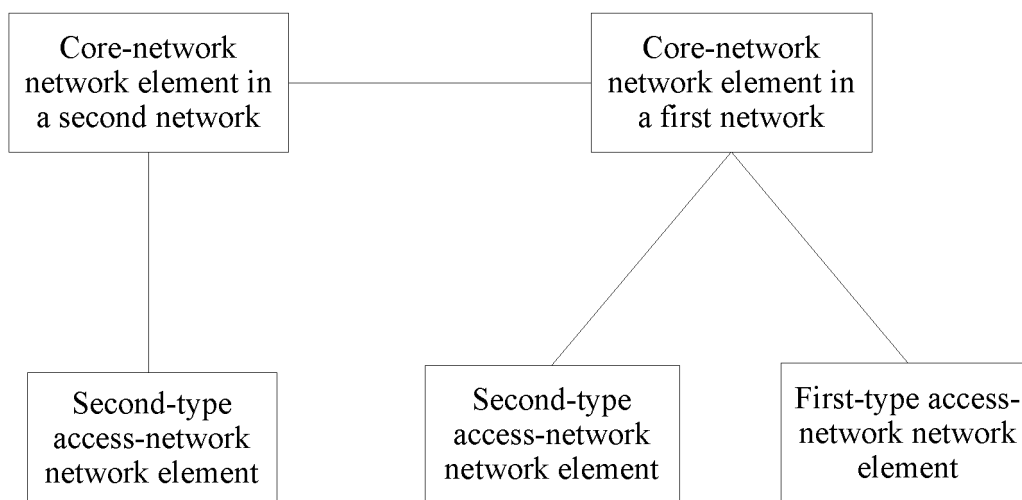 Core-network
network element in
a second network
Core-network
network element in
a first network
Second-type
access-network
network element
Second-type
access-network
network element
First-type access-
network network
element